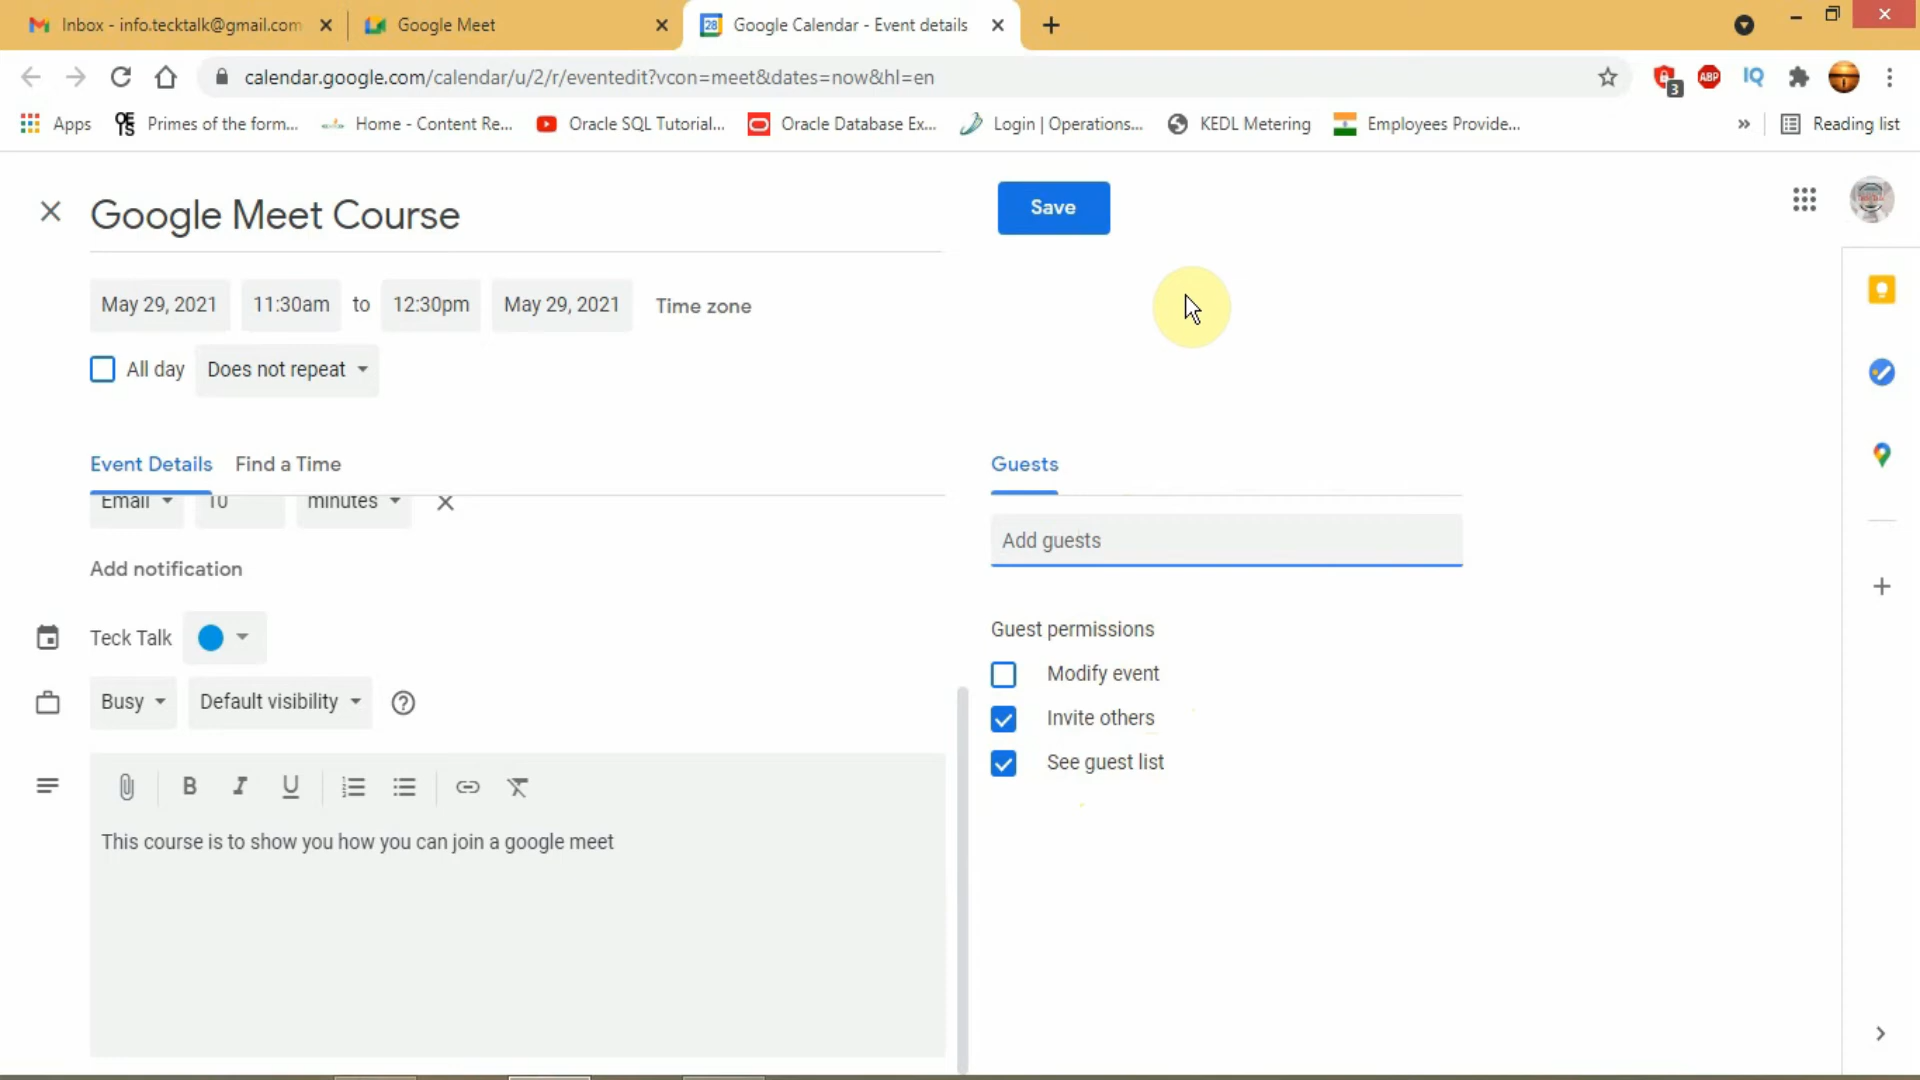 Inbox - info.tecktalk@gmail.com
Google Meet
28
Google Calendar - Event details
calendar.google.com/calendar/u/2/r/eventedit?vcon=meet&dates=now&hl=en
3
ABP
IQ
Apps
Primes of the form...
Home - Content Re...
Oracle SQL Tutorial...
Oracle Database Ex...
Login | Operations...
KEDL Metering
Employees Provide...
»
Reading list
Google Meet Course
Save
May 29, 2021
11:30am
to
12:30pm
May 29, 2021
Time zone
All day
Does not repeat
Event Details
Find a Time
Guests
Email
10
minutes
Add guests
Add notification
Guest permissions
Teck Talk
Modify event
Busy
Default visibility
Invite others
See guest list
B
I
U
This course is to show you how you can join a google meet